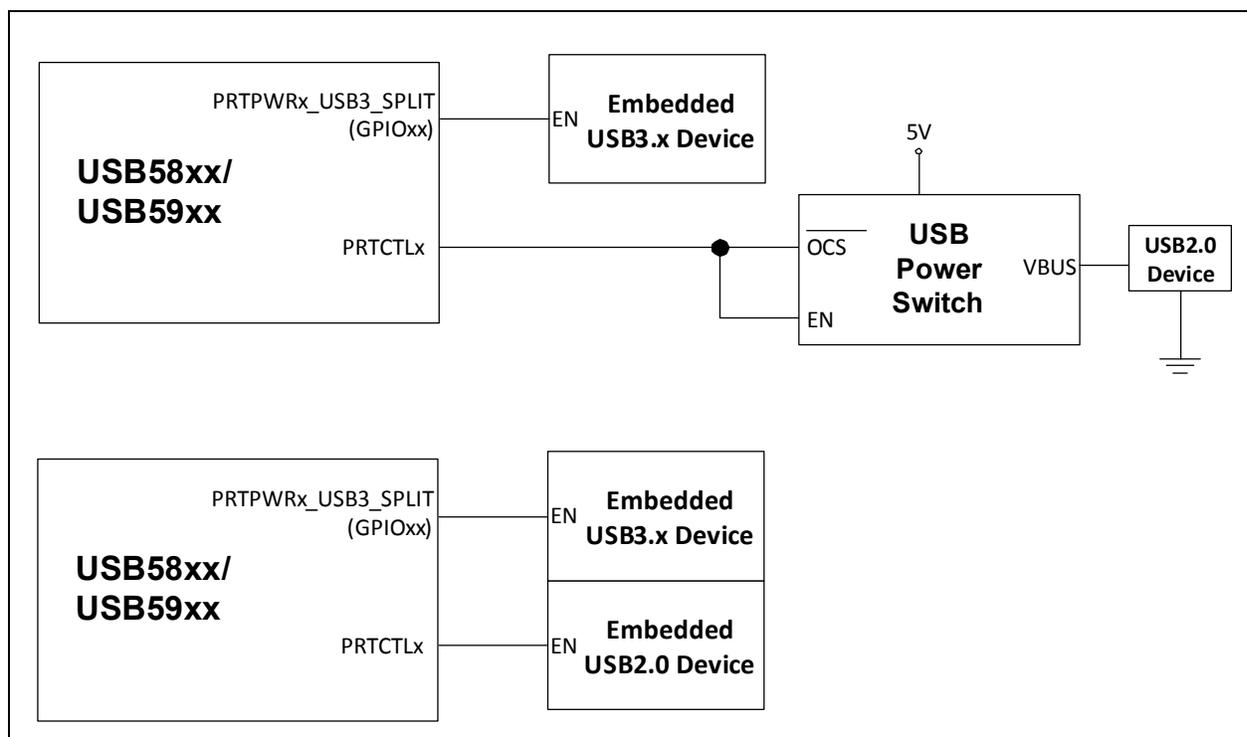 PRTPWRx_USB3_SPLIT
(GPIOxx)
USB58xx/
USB59xx
PRTCTLx
EN
Embedded
USB3.x Device
5V
OCS
EN
USB
Power
Switch
VBUS
USB2.0
Device
PRTPWRx_USB3_SPLIT
(GPIOxx)
USB58xx/
USB59xx
PRTCTLx
EN
Embedded
USB3.x Device
EN
Embedded
USB2.0 Device